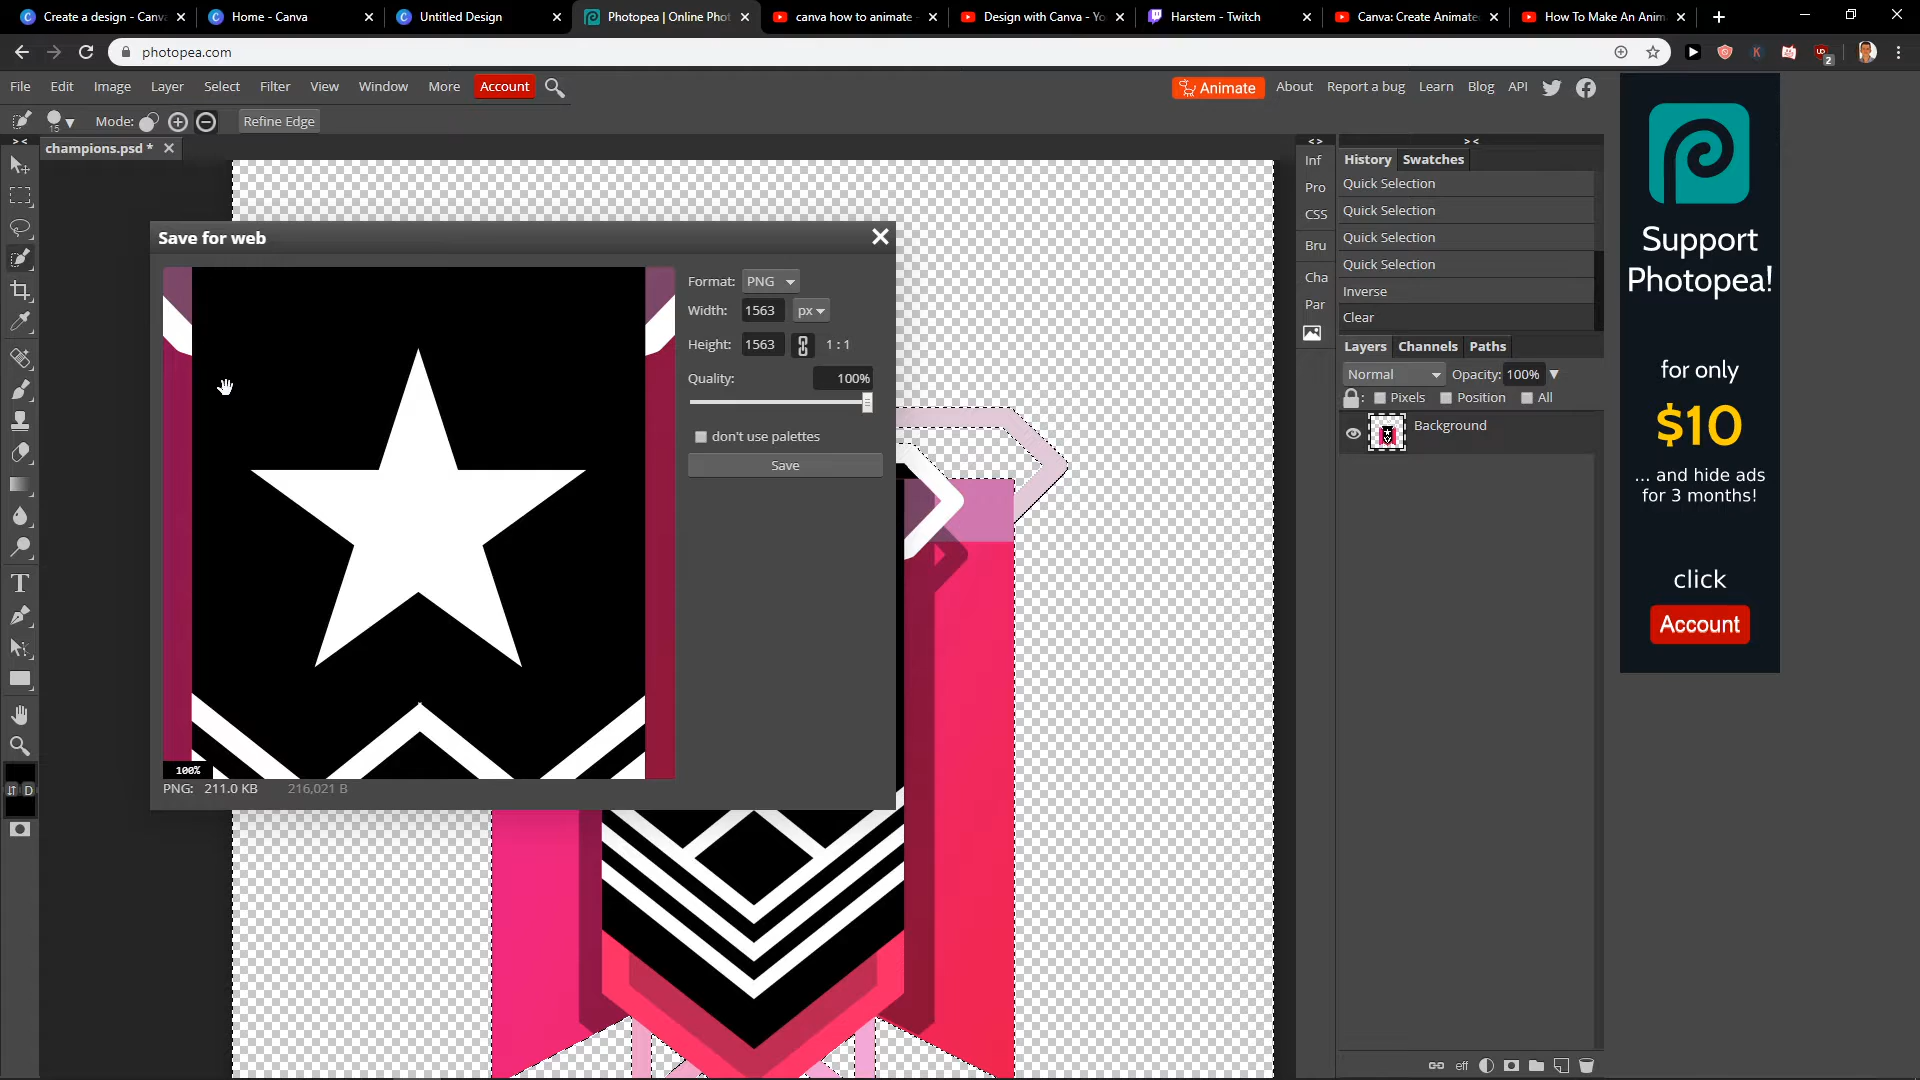 Create a design - Canva
Home - Canva
Untitled Design
Photopea | Online Phot
canva how to animate -
Design with Canva - Yo
Harstem - Twitch
Canva: Create Animate
How To Make An Anim
photopea.com
K
UD
2
File
Edit
Image
Layer
Select
Filter
View
Window
More
Account
Animate
About
Report a bug
Learn
Blog
API
15
Mode:
Refine Edge
champions.psd *
Save for web
Format:
PNG
Width:
1563
px
Height:
1563
1 : 1
Quality:
100%
don't use palettes
Save
100%
PNG:
211.0 KB
216,021 B
T
D
Inf
Pro
CSS
Bru
Cha
Par
History
Swatches
Quick Selection
Quick Selection
Quick Selection
Quick Selection
Inverse
Clear
Layers
Channels
Paths
Normal
Opacity:
100%
:
Pixels
Position
All
Background
eff
Support
Photopea!
for only
$10
... and hide ads
for 3 months!
click
Account